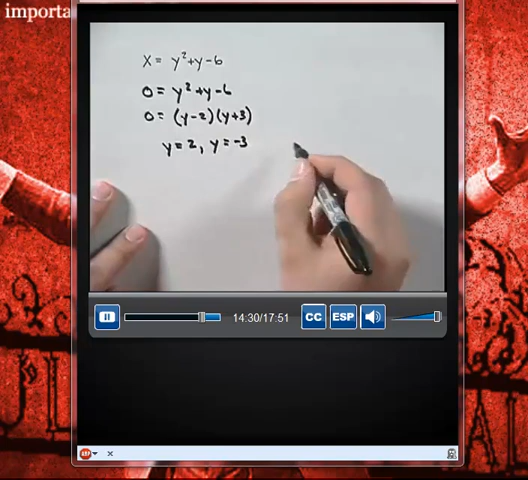 importa
x = y²+y-6
0 = y²+y-6
0 = (y-2)(y+3)
y=2, y=-3
14:30/17:51
CC
ESP